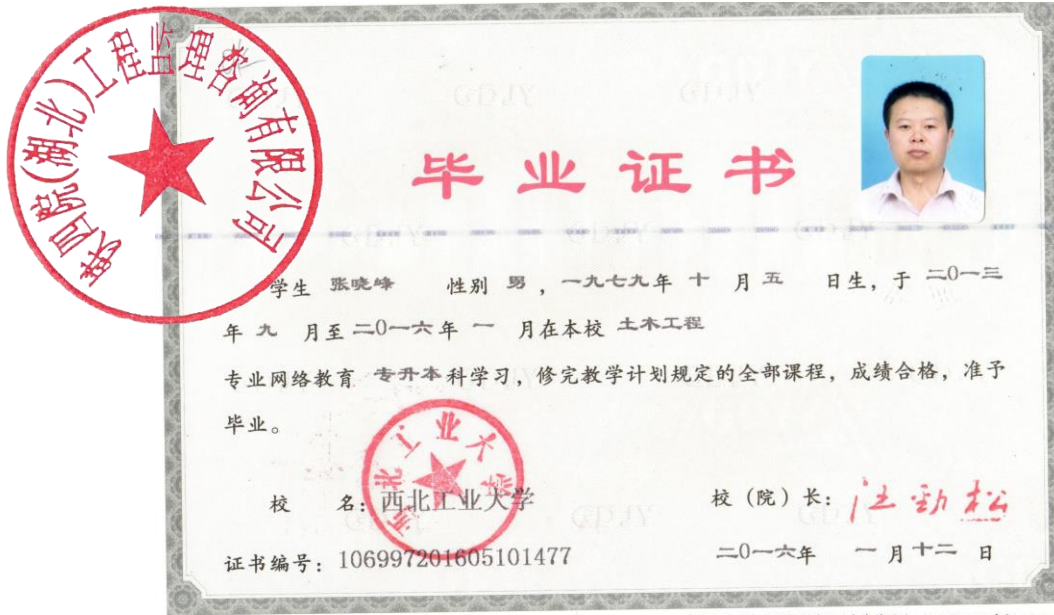 铁四院(湖北)工程监理咨询有限公司
毕业证书
学生 张晓峰 性别 男 ，一九七九年 十 月 五 日生，于 二0一三
年 九 月至 二0一六年 一 月在本校 土木工程
专业网络教育 专升本科学习，修完教学计划规定的全部课程，成绩合格，准予
毕业。
西北工业大学
校 名：西北工业大学 校（院）长：汪劲松
证书编号：106997201605101477 二0一六年 一月十二 日